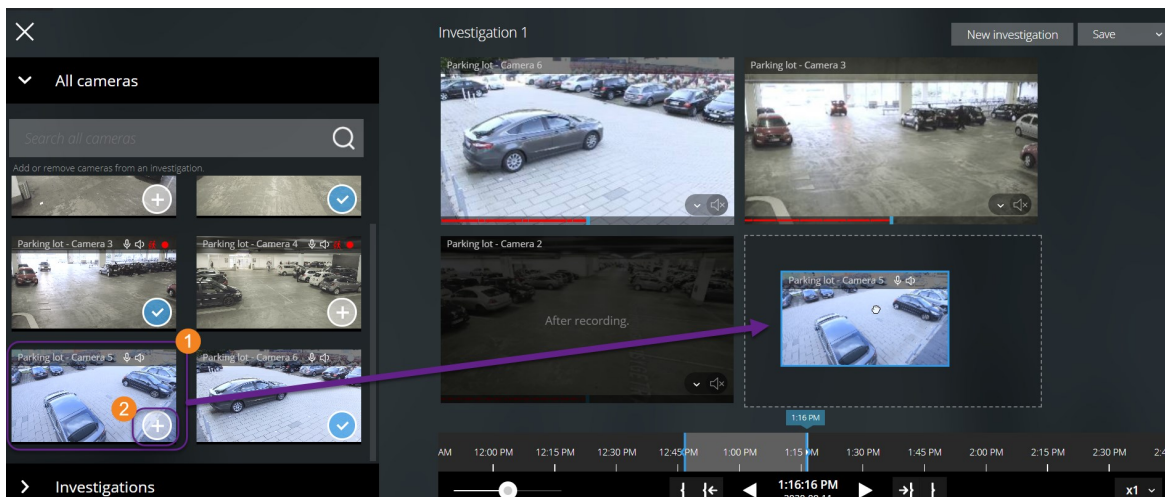 Investigation 1
New investigation
Save
All cameras
Search all cameras
Add or remove cameras from an investigation.
Parking lot - Camera 3
Parking lot - Camera 4
1
Parking lot - Camera 5
Parking lot - Camera 6
2
Investigations
Parking lot - Camera 6
Parking lot - Camera 3
Parking lot - Camera 2
After recording.
Parking lot - Camera 5
1:16 PM
AM 12:00 PM 12:15 PM 12:30 PM 12:45 PM 1:00 PM 1:15 PM 1:30 PM 1:45 PM 2:00 PM 2:15 PM 2:30 PM
1:16:16 PM
x1